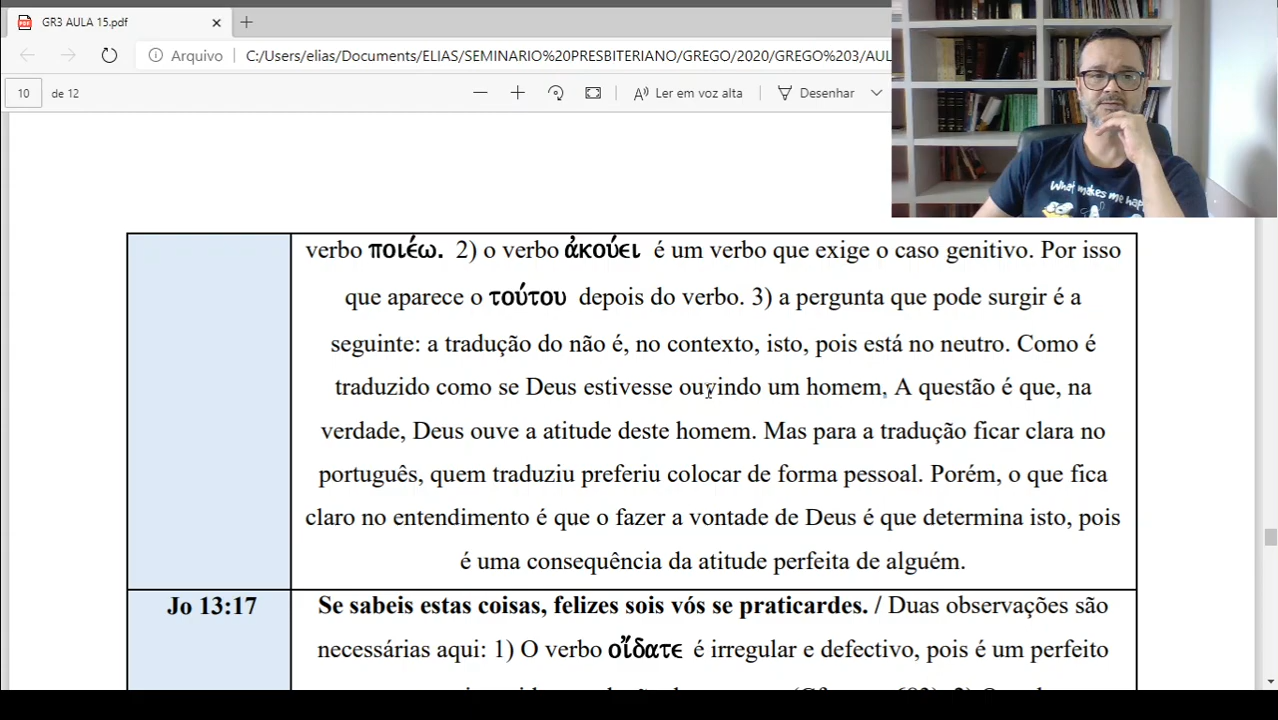 GR3 AULA 15.pdf
Arquivo
C:/Users/elias/Documents/ELIAS/SEMINARIO%20PRESBITERIANO/GREGO/2020/GREGO%203/AUL
10 de 12
Ler em voz alta
Desenhar
What makes me happ
verbo ποιέω. 2) o verbo ἀκούει é um verbo que exige o caso genitivo. Por isso
que aparece o τούτου depois do verbo. 3) a pergunta que pode surgir é a
seguinte: a tradução do não é, no contexto, isto, pois está no neutro. Como é
traduzido como se Deus estivesse ouvindo um homem, A questão é que, na
verdade, Deus ouve a atitude deste homem. Mas para a tradução ficar clara no
português, quem traduziu preferiu colocar de forma pessoal. Porém, o que fica
claro no entendimento é que o fazer a vontade de Deus é que determina isto, pois
é uma consequência da atitude perfeita de alguém.
Jo 13:17
Se sabeis estas coisas, felizes sois vós se praticardes. / Duas observações são
necessárias aqui: 1) O verbo οἴδατε é irregular e defectivo, pois é um perfeito